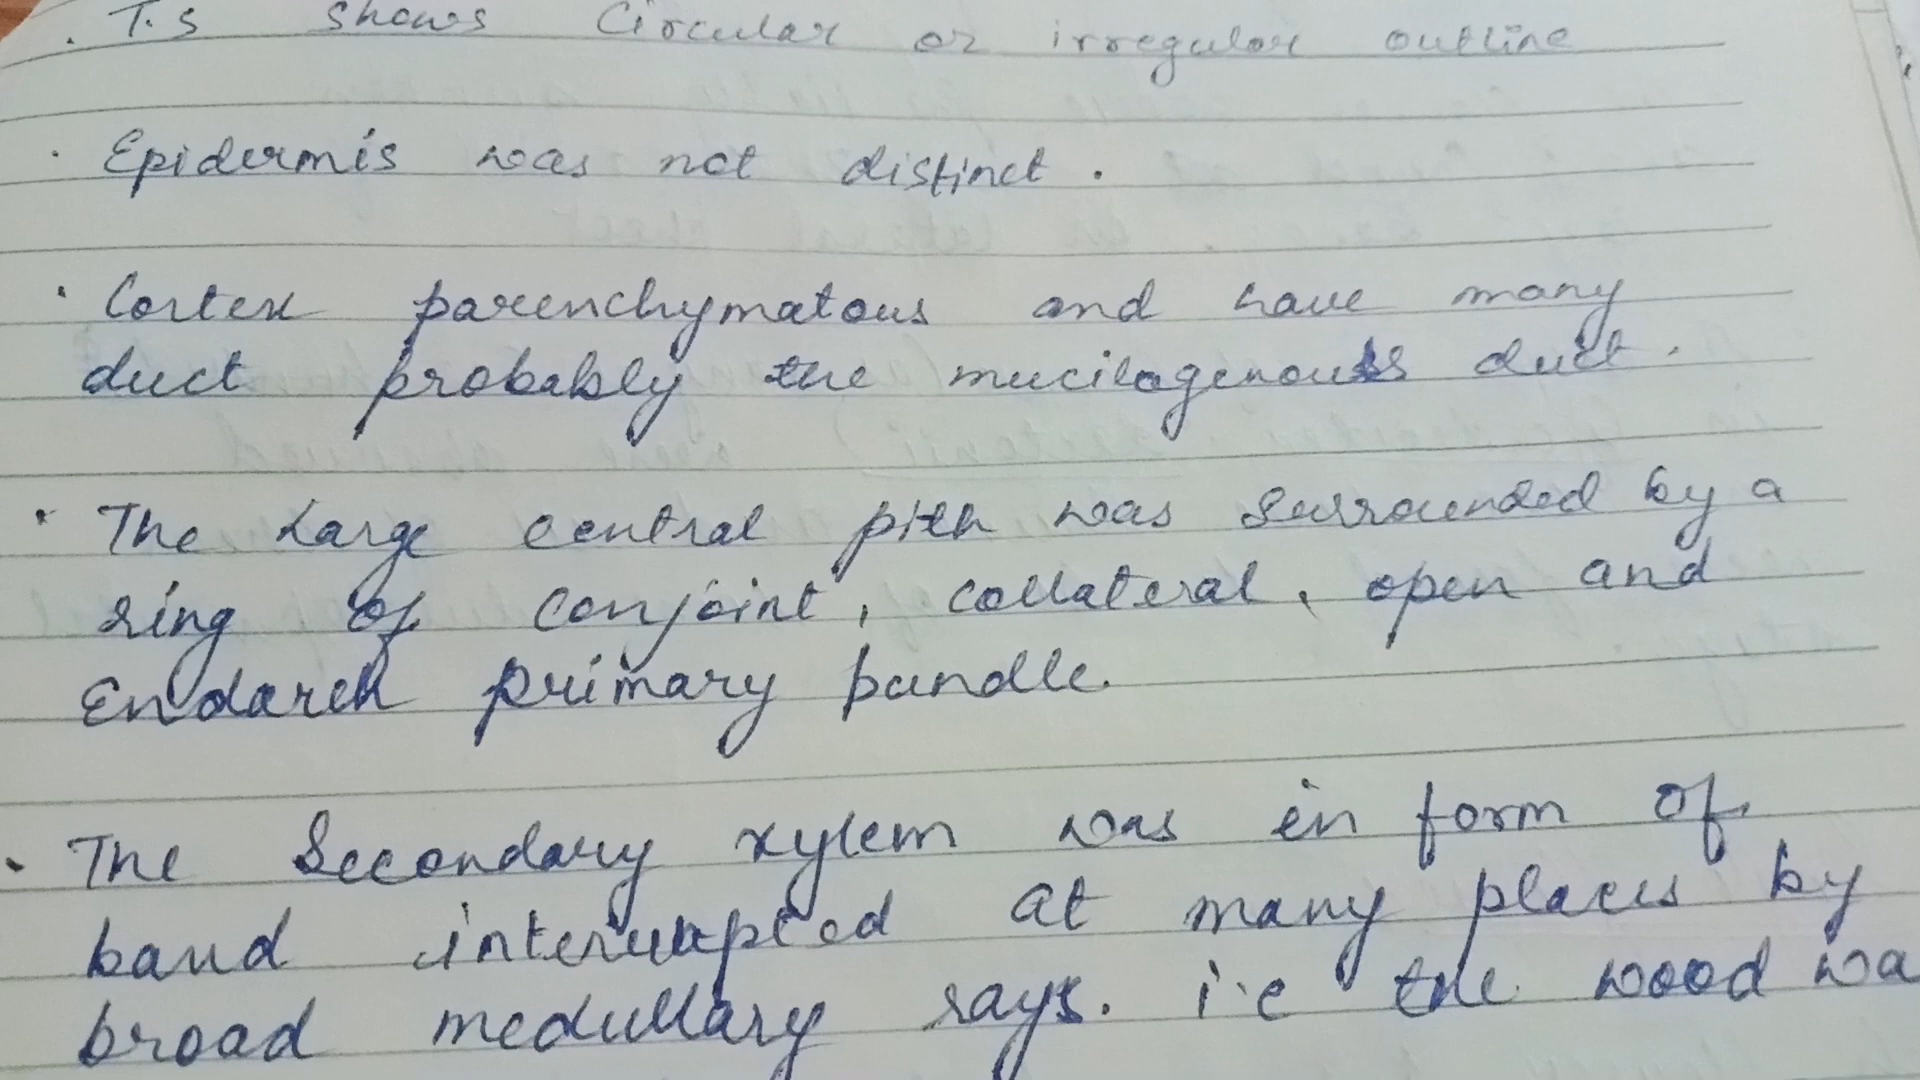 . T.S shows Circular or irregular outline
. Epidermis was not distinct .
. Cortex parenchymatous and have many
duct probably the mucilagenouss duct.
. The Large central pith was surrounded by a
ring of conjoint, collateral, open and
Endarch primary bundle.
. The Secondary xylem was in form of
band interuupted at many places by
broad medullary rays. i.e the wood wa